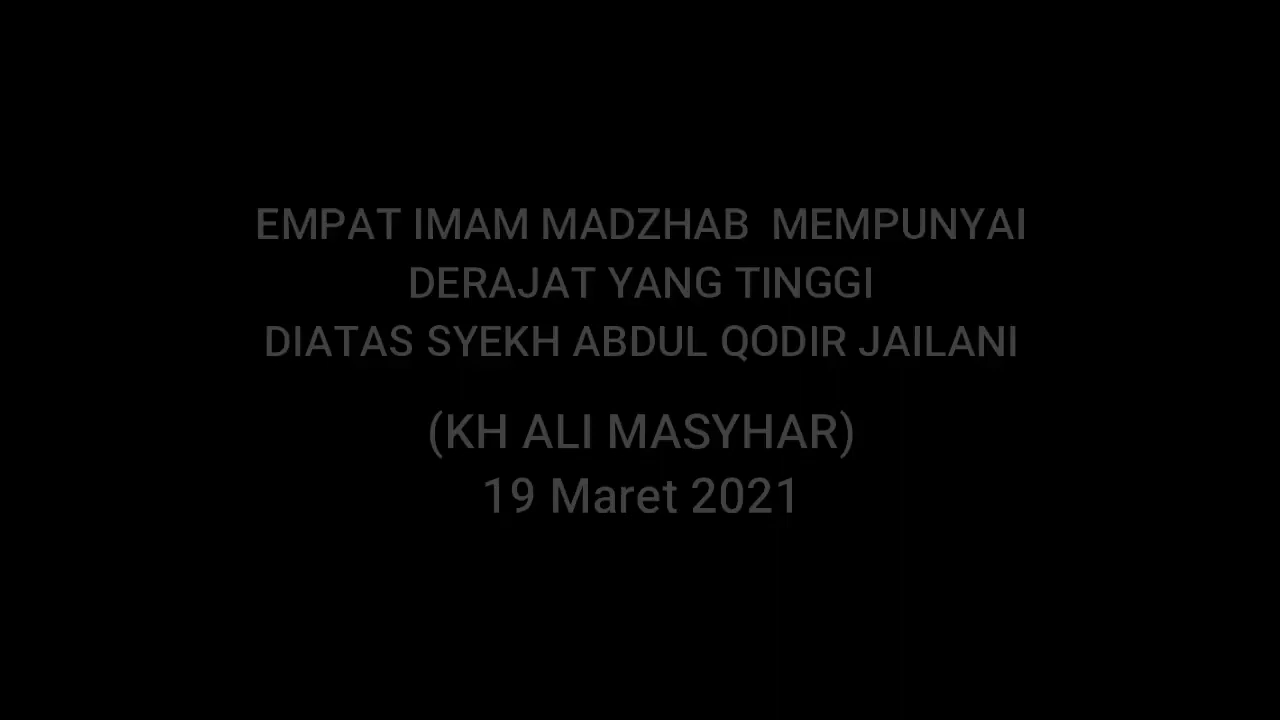 EMPAT IMAM MADZHAB MEMPUNYAI
DERAJAT YANG TINGGI
DIATAS SYEKH ABDUL QODIR JAILANI
(KH ALI MASYHAR)
19 Maret 2021